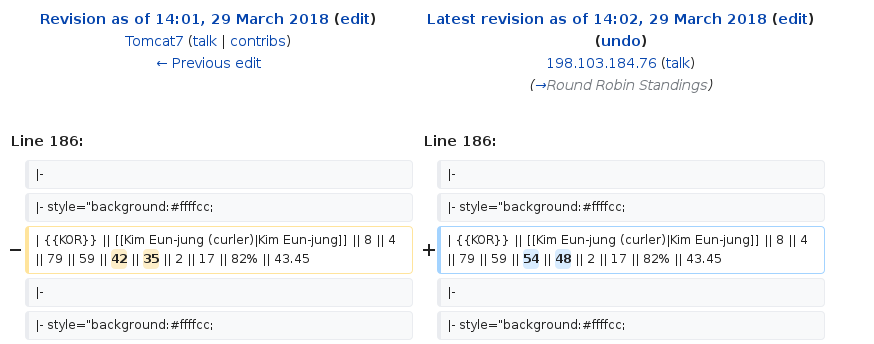 Revision as of 14:01, 29 March 2018 (edit)
Tomcat7 (talk | contribs)
← Previous edit
Latest revision as of 14:02, 29 March 2018 (edit)
(undo)
198.103.184.76 (talk)
(→Round Robin Standings)
Line 186:
Line 186:
|-
|-
|- style="background:#ffffcc;
|- style="background:#ffffcc;
−
| {{KOR}} || [[Kim Eun-jung (curler)|Kim Eun-jung]] || 8 || 4
|| 79 || 59 || 42 || 35 || 2 || 17 || 82% || 43.45
+
| {{KOR}} || [[Kim Eun-jung (curler)|Kim Eun-jung]] || 8 || 4
|| 79 || 59 || 54 || 48 || 2 || 17 || 82% || 43.45
|-
|-
|- style="background:#ffffcc;
|- style="background:#ffffcc;